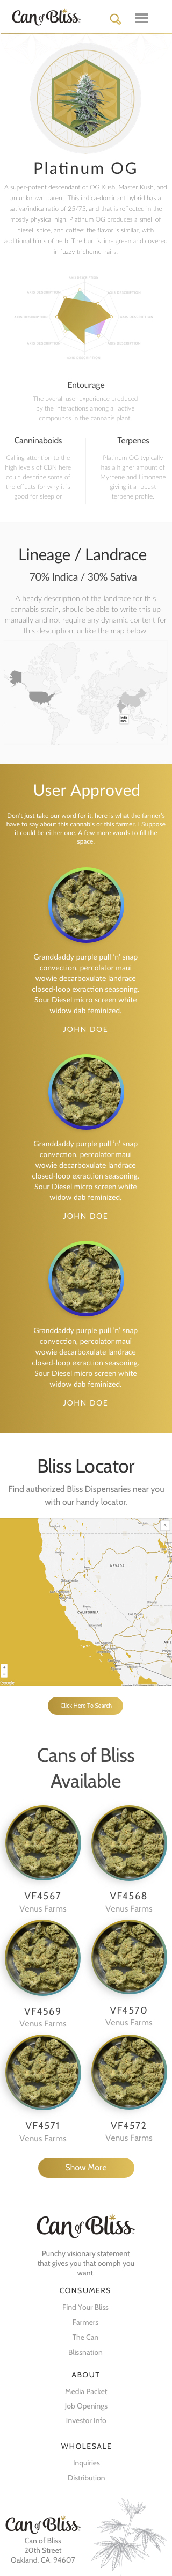 Can of Bliss
Platinum OG
A super-potent descendant of OG Kush, Master Kush, and
an unknown parent. This indica-dominant hybrid has a
sativa/indica ratio of 25/75, and that is reflected in the
mostly physical high. Platinum OG produces a smell of
diesel, spice, and coffee; the flavor is similar, with
additional hints of herb. The bud is lime green and covered
in fuzzy trichome hairs.
Entourage
The overall user experience produced
by the interactions among all active
compounds in the cannabis plant.
Canninaboids
Calling attention to the
high levels of CBN here
could describe some of
the effects for why it is
good for sleep or
Terpenes
Platinum OG typically
has a higher amount of
Myrcene and Limonene
giving it a robust
terpene profile.
Lineage / Landrace
70% Indica / 30% Sativa
A heady description of the landrace for this
cannabis strain, should be able to write this up
manually and not require any dynamic content for
this description, unlike the map below.
User Approved
Don't just take our word for it, here is what the farmer's
have to say about this cannabis or this farmer. I Suppose
it could be either one. A few more words to fill the
space.
Granddaddy purple pull 'n' snap
convection, percolator maui
wowie decarboxulate landrace
closed-loop exraction seasoning.
Sour Diesel micro screen white
widow dab feminized.
JOHN DOE
Granddaddy purple pull 'n' snap
convection, percolator maui
wowie decarboxulate landrace
closed-loop exraction seasoning.
Sour Diesel micro screen white
widow dab feminized.
JOHN DOE
Granddaddy purple pull 'n' snap
convection, percolator maui
wowie decarboxulate landrace
closed-loop exraction seasoning.
Sour Diesel micro screen white
widow dab feminized.
JOHN DOE
Bliss Locator
Find authorized Bliss Dispensaries near you
with our handy locator.
NEVADA
CALIFORNIA
Google
Click Here To Search
Cans of Bliss
Available
VF4567
Venus Farms
VF4568
Venus Farms
VF4569
Venus Farms
VF4570
Venus Farms
VF4571
Venus Farms
VF4572
Venus Farms
Show More
Can of Bliss
Punchy visionary statement
that gives you that oomph you
want.
CONSUMERS
Find Your Bliss
Farmers
The Can
Blissnation
ABOUT
Media Packet
Job Openings
Investor Info
WHOLESALE
Inquiries
Distribution
Can of Bliss
Can of Bliss
20th Street
Oakland, CA. 94607